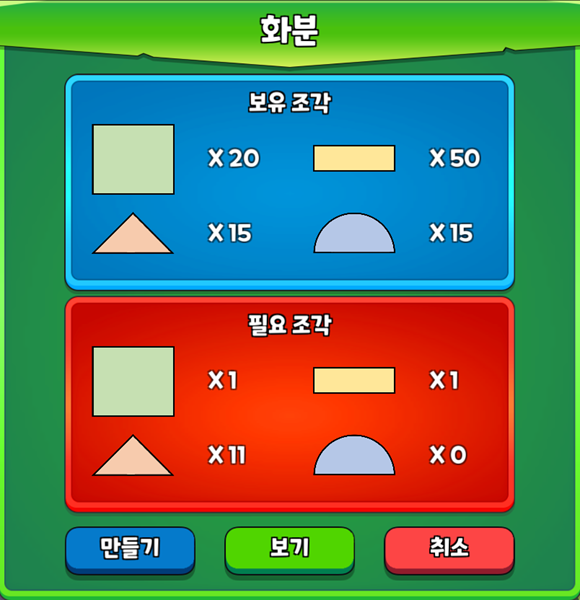 화분
보유 조각
X 20
X 50
X 15
X 15
필요 조각
X 1
X 1
X 11
X 0
만들기
보기
취소